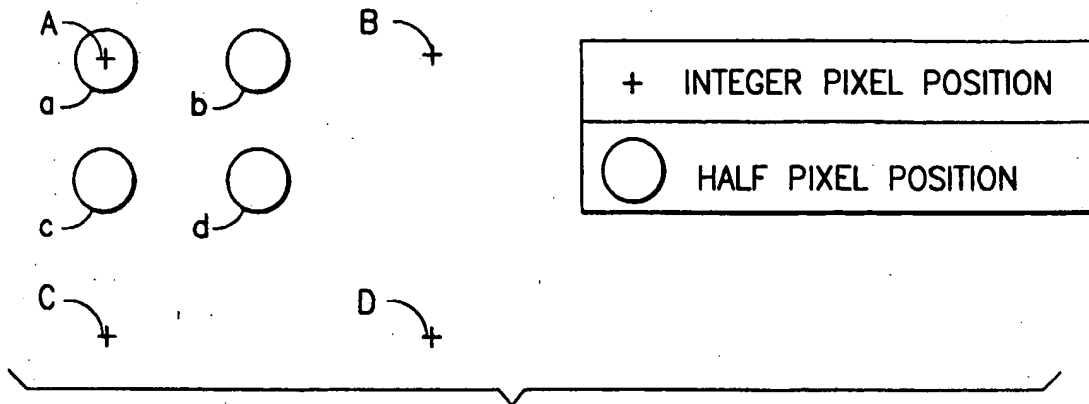 A
B
a
b
+ INTEGER PIXEL POSITION
HALF PIXEL POSITION
c
d
C
D